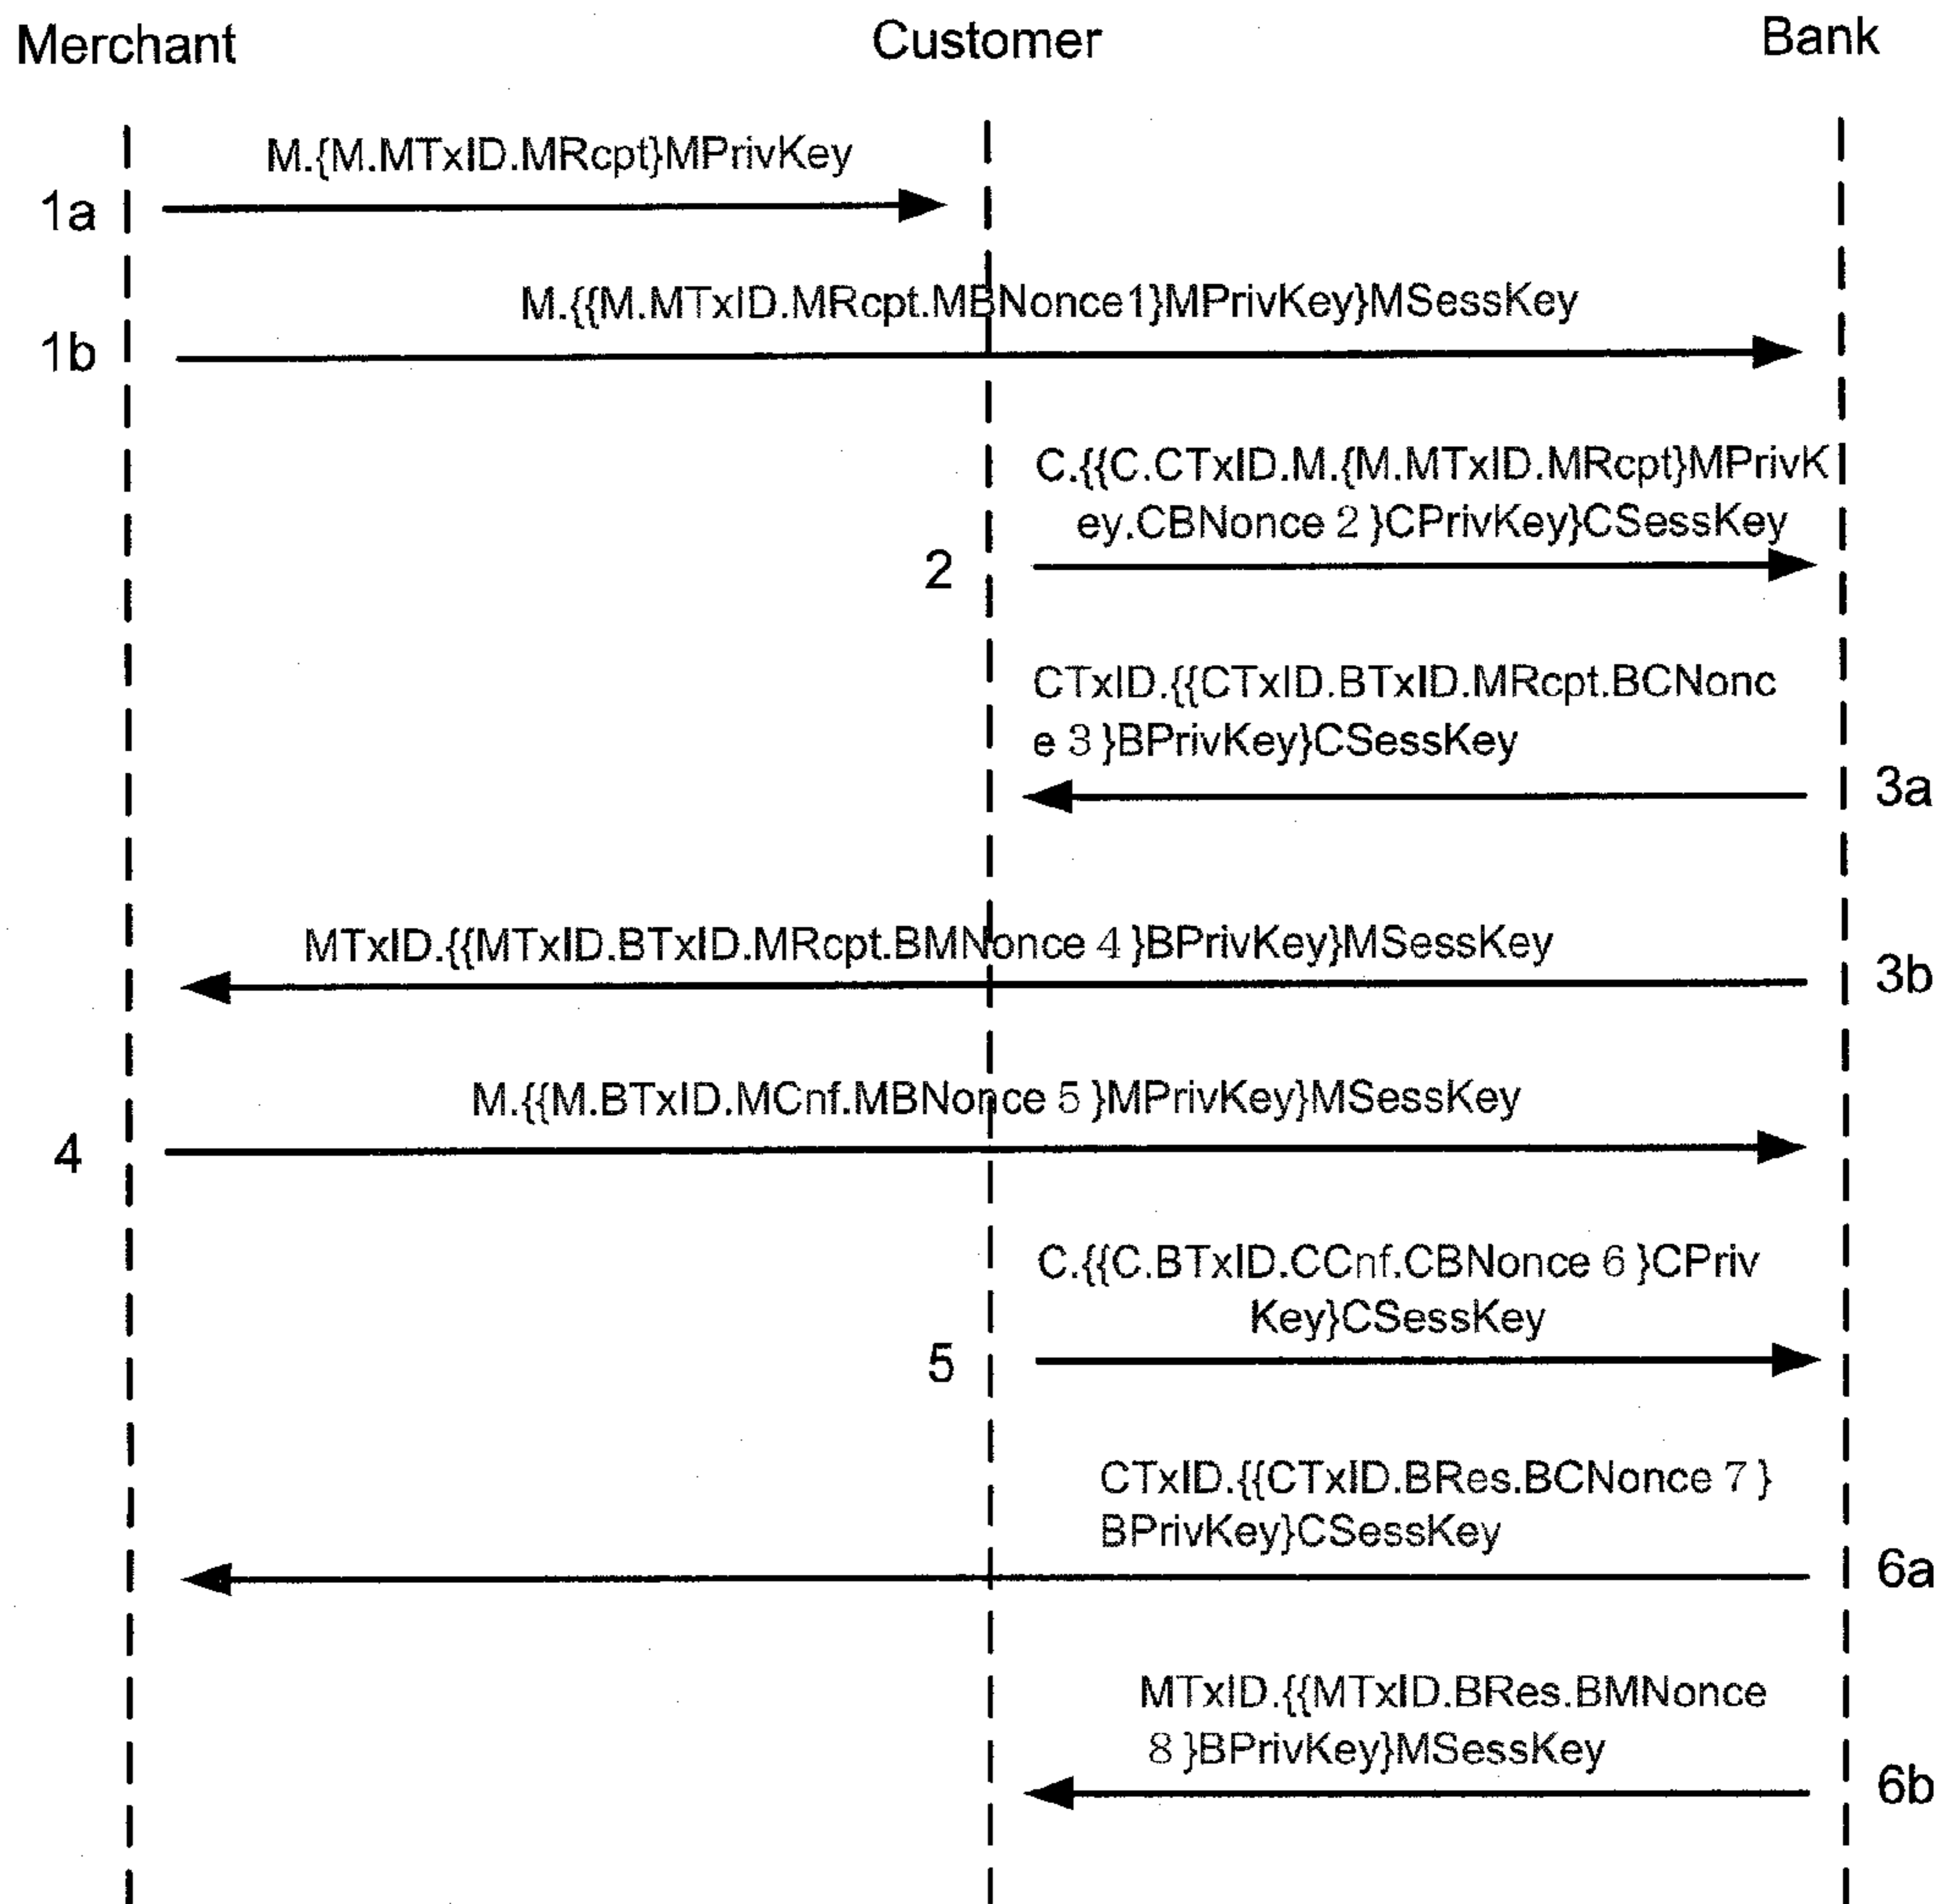 Merchant Customer Bank
M.{M.MTxID.MRcpt}MPrivKey
1a
M.{{M.MTxID.MRcpt.MBNonce1}MPrivKey}MSessKey
1b
C.{{C.CTxID.M.{M.MTxID.MRcpt}MPrivK
ey.CBNonce 2 }CPrivKey}CSessKey
2
CTxID.{{CTxID.BTxID.MRcpt.BCNonc
e 3 }BPrivKey}CSessKey
3a
MTxID.{{MTxID.BTxID.MRcpt.BMNonce 4 }BPrivKey}MSessKey
3b
M.{{M.BTxID.MCnf.MBNonce 5 }MPrivKey}MSessKey
4
C.{{C.BTxID.CCnf.CBNonce 6 }CPriv
Key}CSessKey
5
CTxID.{{CTxID.BRes.BCNonce 7 }
BPrivKey}CSessKey
6a
MTxID.{{MTxID.BRes.BMNonce
8 }BPrivKey}MSessKey
6b